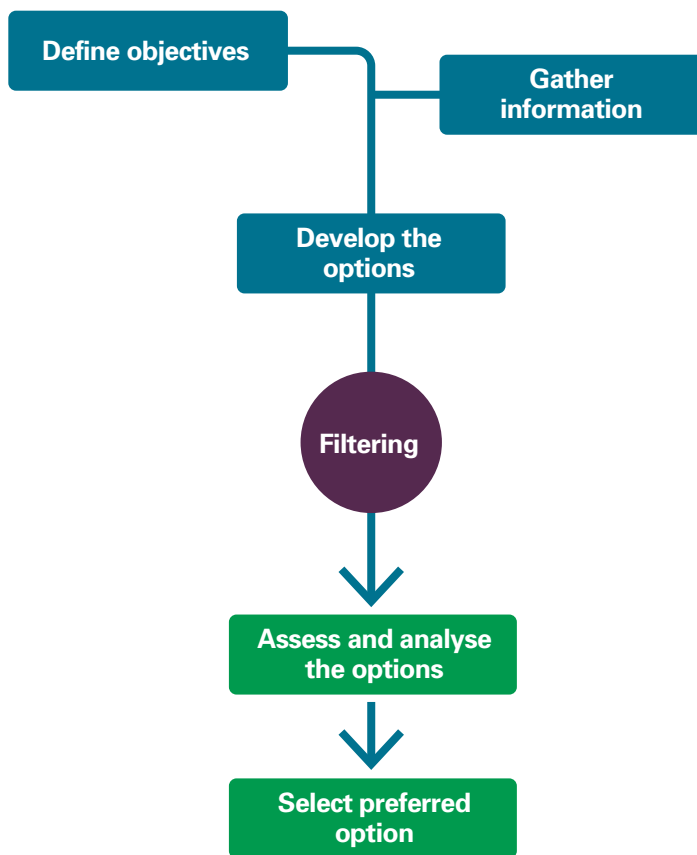 Define objectives
Gather
information
Develop the
options
Filtering
Assess and analyse
the options
Select preferred
option